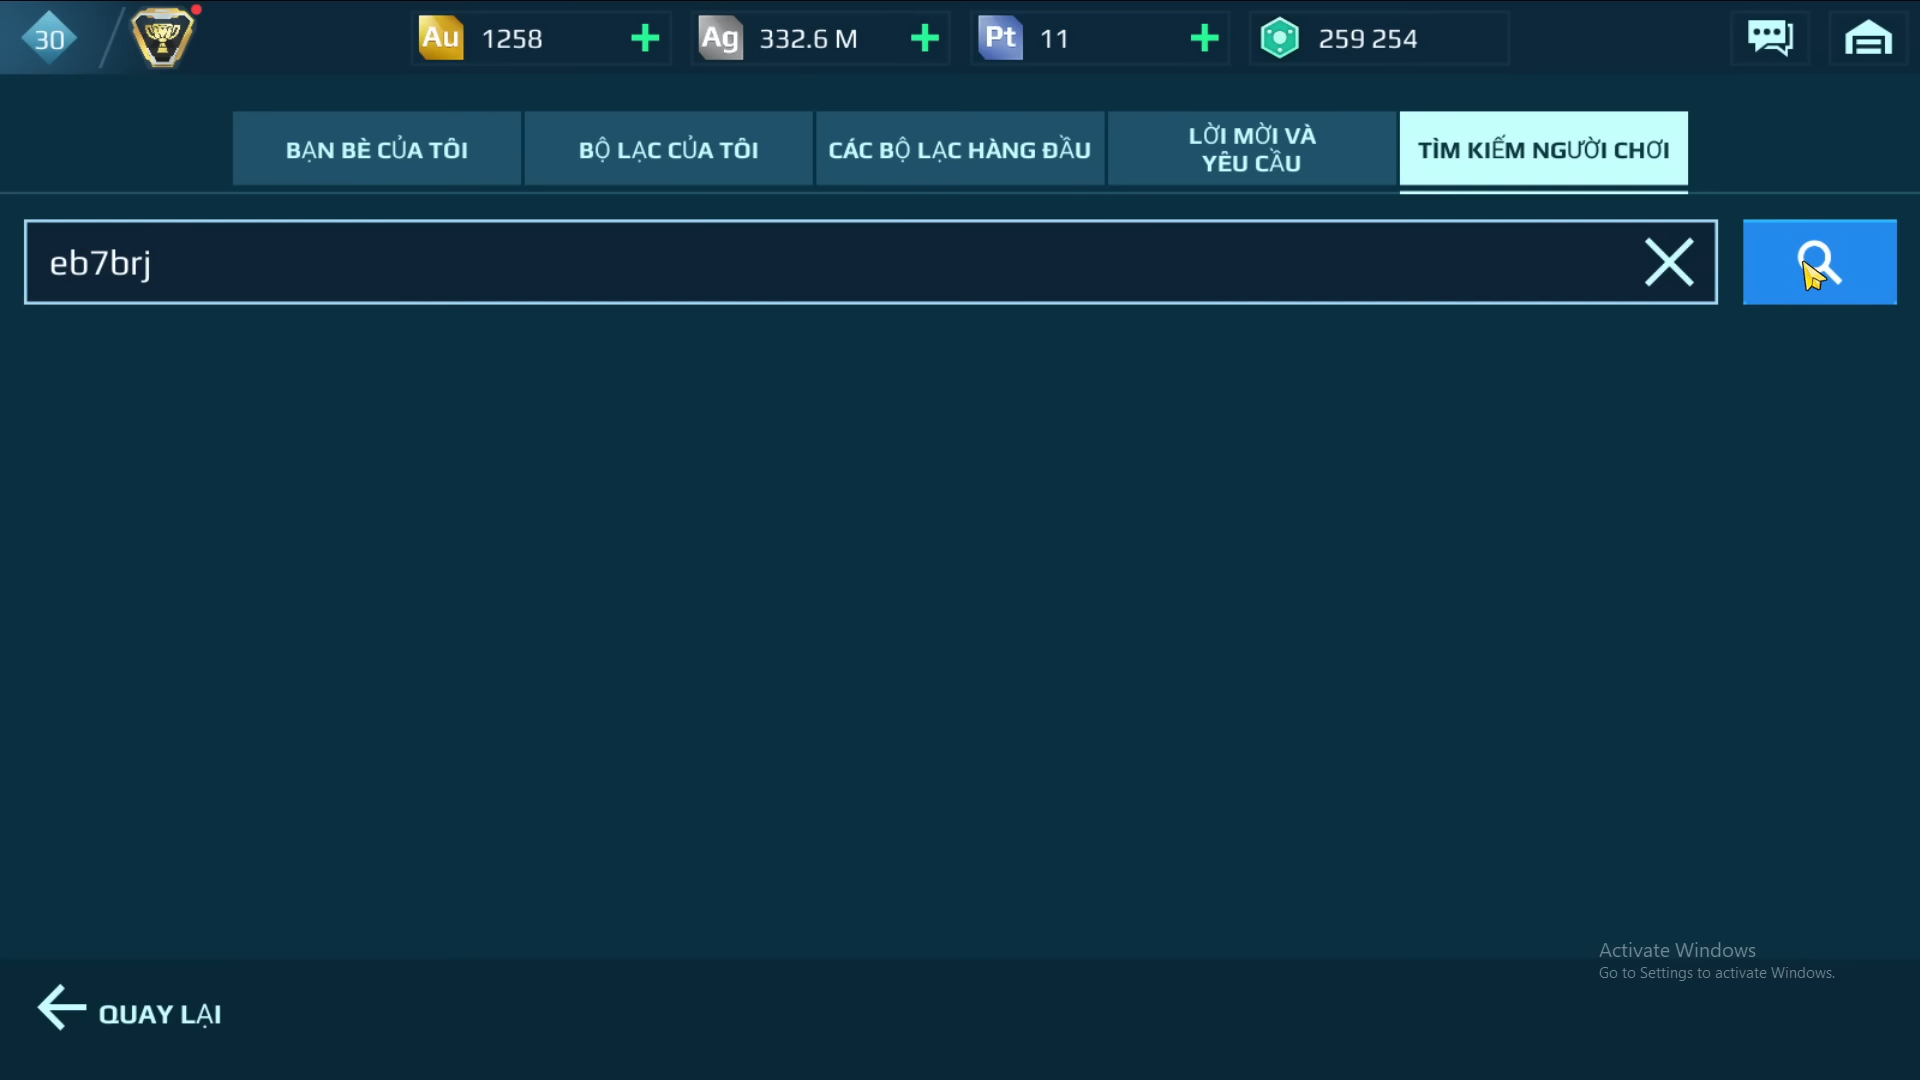 30
Au 1258
Ag 332.6 M
Pt 11
259 254
BẠN BÈ CỦA TÔI
BỘ LẠC CỦA TÔI
CÁC BỘ LẠC HÀNG ĐẦU
LỜI MỜI VÀ
YÊU CẦU
TÌM KIẾM NGƯỜI CHƠI
eb7brj
Activate Windows
Go to Settings to activate Windows.
QUAY LẠI